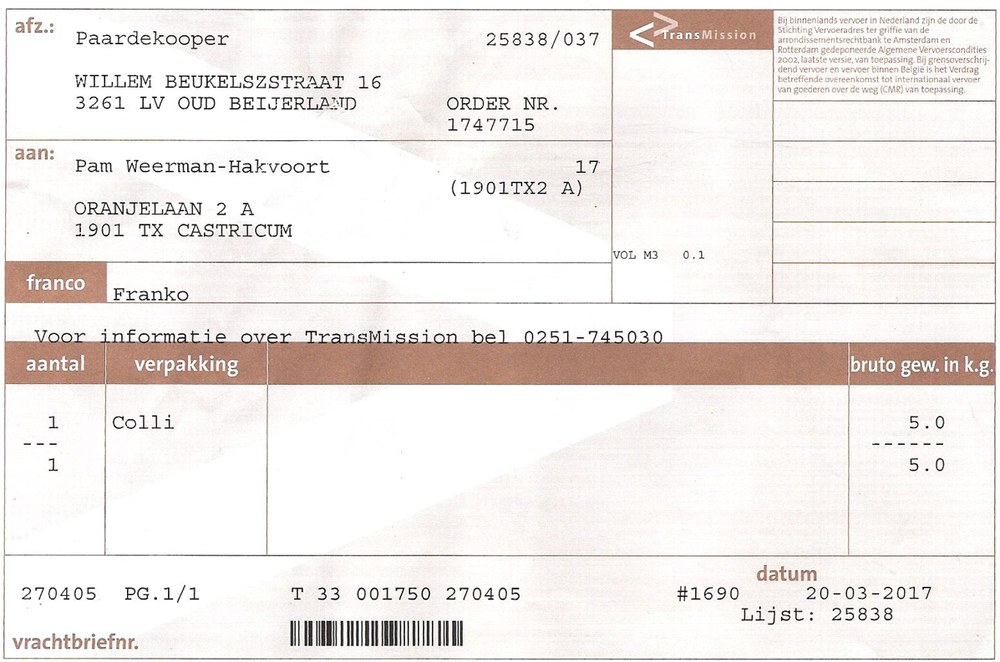 afz.:
Paardekooper 25838/037
WILLEM BEUKELSZSTRAAT 16
3261 LV OUD BEIJERLAND ORDER NR.
1747715
TransMission
Bij binnenlands vervoer in Nederland zijn de door de
Stichting Vervoeradres ter griffie van de
arrondissementsrechtbank te Amsterdam en
Rotterdam gedeponeerde Algemene Vervoerscondities
2002, laatste versie, van toepassing. Bij grensoverschrij-
dend vervoer en vervoer binnen België is het Verdrag
betreffende overeenkomst tot internationaal vervoer
van goederen over de weg (CMR) van toepassing.
aan:
Pam Weerman-Hakvoort 17
(1901TX2 A)
ORANJELAAN 2 A
1901 TX CASTRICUM
VOL M3 0.1
franco Franko
Voor informatie over TransMission bel 0251-745030
aantal verpakking bruto gew. in k.g.
1 Colli 5.0
--- ------
1 5.0
datum
270405 PG.1/1 T 33 001750 270405 #1690 20-03-2017
Lijst: 25838
vrachtbriefnr.